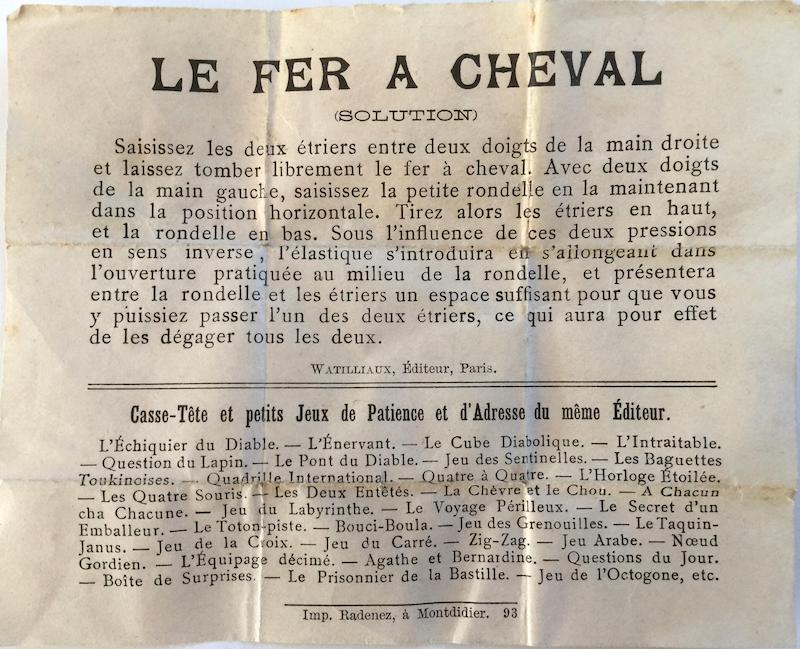 LE FER A CHEVAL
(SOLUTION)
Saisissez les deux étriers entre deux doigts de la main droite
et laissez tomber librement le fer à cheval. Avec deux doigts
de la main gauche, saisissez la petite rondelle en la maintenant
dans la position horizontale. Tirez alors les étriers en haut,
et la rondelle en bas. Sous l'influence de ces deux pressions
en sens inverse, l'élastique s'introduira en s'allongeant dans
l'ouverture pratiquée au milieu de la rondelle, et présentera
entre la rondelle et les étriers un espace suffisant pour que vous
y puissiez passer l'un des deux étriers, ce qui aura pour effet
de les dégager tous les deux.
WATILLIAUX, Éditeur, Paris.
Casse-Tête et petits Jeux de Patience et d'Adresse du même Éditeur.
L'Échiquier du Diable. — L'Énervant. — Le Cube Diabolique. — L'Intraitable.
— Question du Lapin. — Le Pont du Diable. — Jeu des Sentinelles. — Les Baguettes
Tonkinoises. — Quadrille International. — Quatre à Quatre. — L'Horloge Étoilée.
— Les Quatre Souris. — Les Deux Entêtés. — La Chèvre et le Chou. — A Chacun
cha Chacune. — Jeu du Labyrinthe. — Le Voyage Périlleux. — Le Secret d'un
Emballeur. — Le Toton-piste. — Bouci-Boula. — Jeu des Grenouilles. — Le Taquin-
Janus. — Jeu de la Croix. — Jeu du Carré. — Zig-Zag. — Jeu Arabe. — Nœud
Gordien. — L'Équipage décimé. — Agathe et Bernardine. — Questions du Jour.
— Boîte de Surprises. — Le Prisonnier de la Bastille. — Jeu de l'Octogone, etc.
Imp. Radenez, à Montdidier. 93